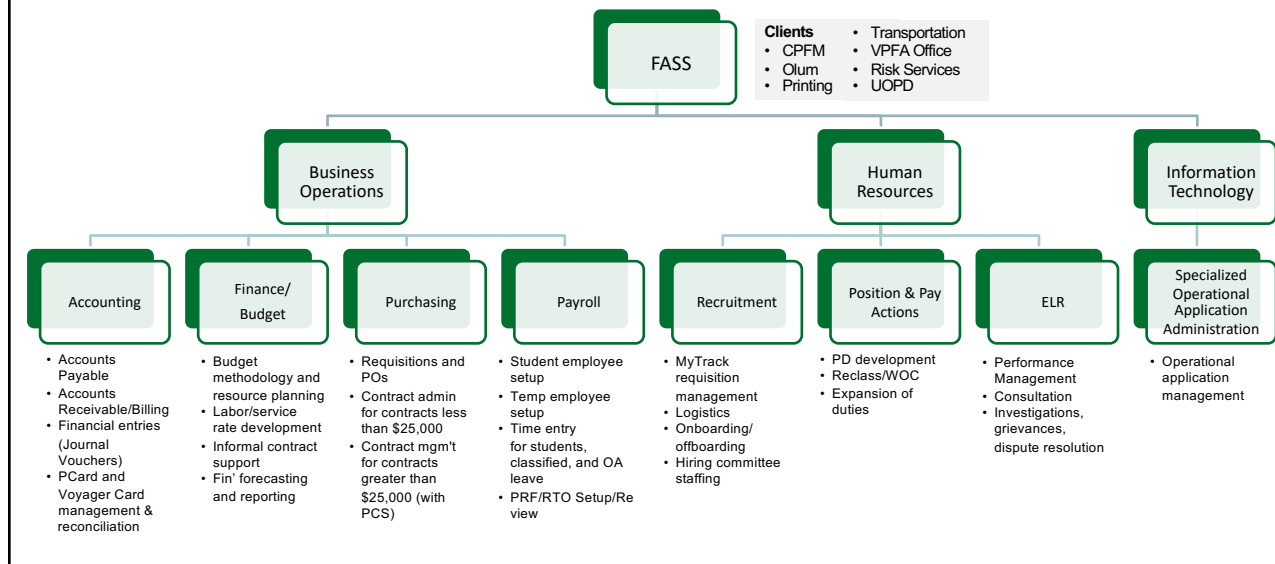 FASS
Clients
• CPFM
• Olum
• Printing
• Transportation
• VPFA Office
• Risk Services
• UOPD
Business
Operations
Human
Resources
Information
Technology
Accounting
Finance/
Budget
Purchasing
Payroll
Recruitment
Position & Pay
Actions
ELR
Specialized
Operational
Application
Administration
• Accounts
Payable
• Accounts
Receivable/Billing
• Financial entries
(Journal
Vouchers)
• PCard and
Voyager Card
management &
reconciliation
• Budget
methodology and
resource planning
• Labor/service
rate development
• Informal contract
support
• Fin' forecasting
and reporting
• Requisitions and
POs
• Contract admin
for contracts less
than $25,000
• Contract mgm't
for contracts
greater than
$25,000 (with
PCS)
• Student employee
setup
• Temp employee
setup
• Time entry
for students,
classified, and OA
leave
• PRF/RTO Setup/Re
view
• MyTrack
requisition
management
• Logistics
• Onboarding/
offboarding
• Hiring committee
staffing
• PD development
• Reclass/WOC
• Expansion of
duties
• Performance
Management
• Consultation
• Investigations,
grievances,
dispute resolution
• Operational
application
management